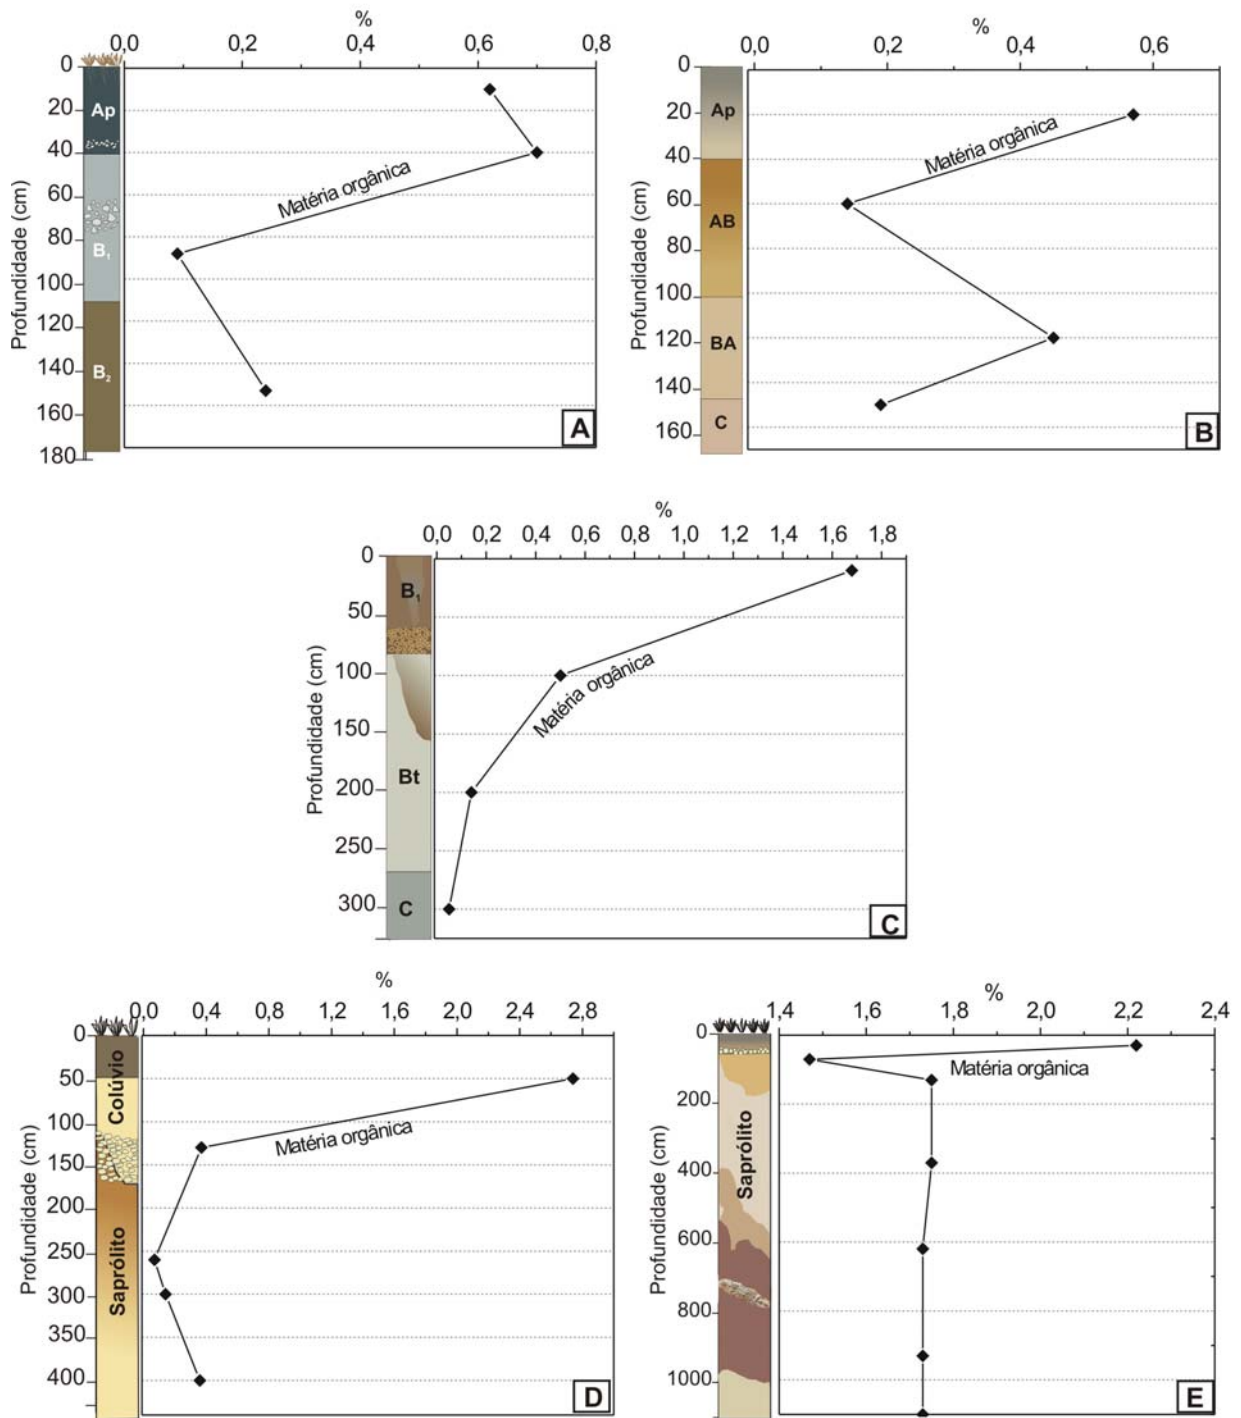 %
0,0 0,2 0,4 0,6 0,8
0
20
40
60
80
100
120
140
160
180
Profundidade (cm)
Ap
B1
B2
Matéria orgânica
A
%
0,0 0,2 0,4 0,6
0
20
40
60
80
100
120
140
160
Profundidade (cm)
Ap
AB
BA
C
Matéria orgânica
B
%
0,0 0,2 0,4 0,6 0,8 1,0 1,2 1,4 1,6 1,8
0
50
100
150
200
250
300
Profundidade (cm)
B1
Bt
C
Matéria orgânica
C
%
0,0 0,4 0,8 1,2 1,6 2,0 2,4 2,8
0
50
100
150
200
250
300
350
400
Profundidade (cm)
Colúvio
Saprólito
Matéria orgânica
D
%
1,4 1,6 1,8 2,0 2,2 2,4
0
200
400
600
800
1000
Profundidade (cm)
Saprólito
Matéria orgânica
E